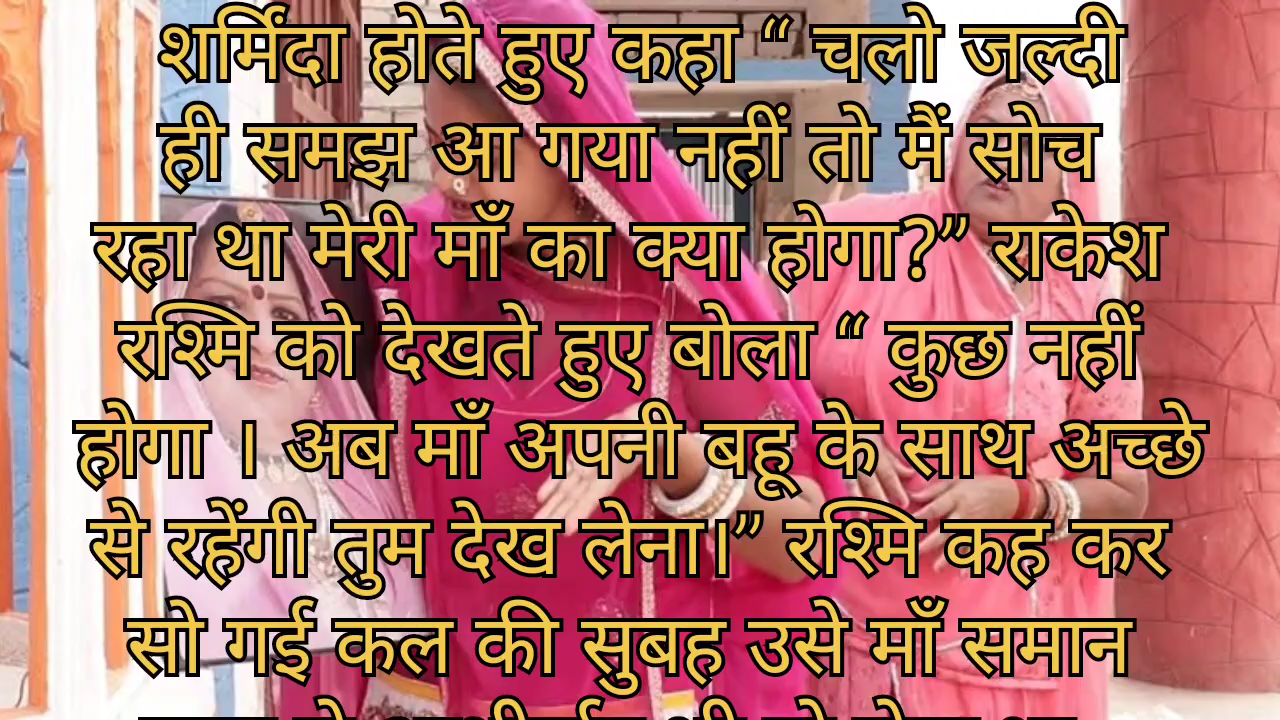 शर्मिंदा होते हुए कहा “ चलो जल्दी
ही समझ आ गया नहीं तो मैं सोच
रहा था मेरी माँ का क्या होगा?” राकेश
रश्मि को देखते हुए बोला “ कुछ नहीं
होगा । अब माँ अपनी बहू के साथ अच्छे
से रहेंगी तुम देख लेना।” रश्मि कह कर
सो गई कल की सुबह उसे माँ समान